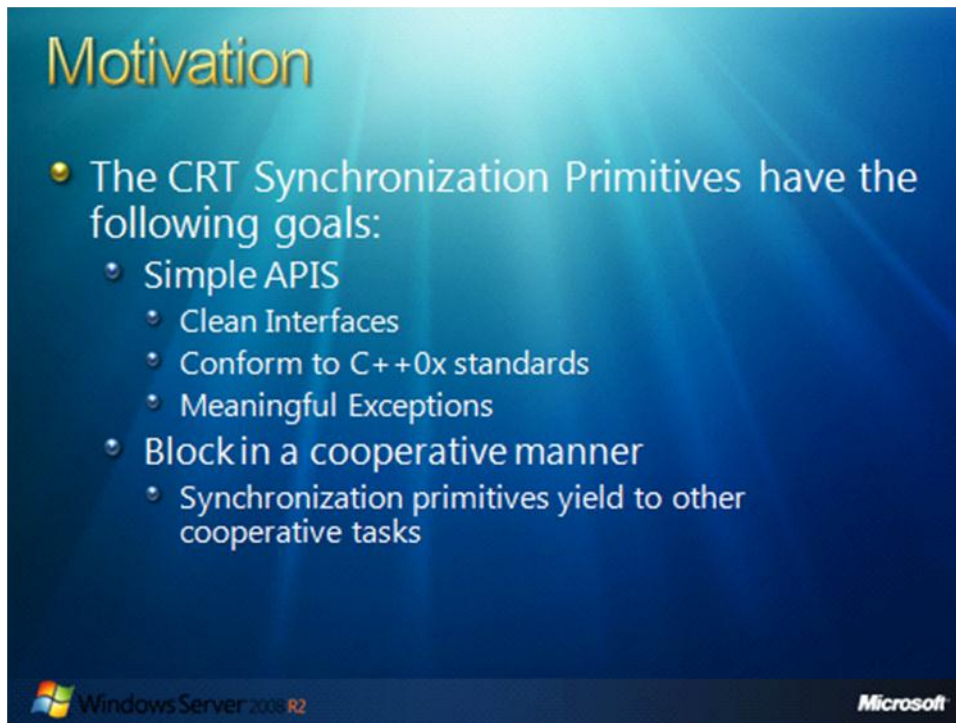 Motivation
The CRT Synchronization Primitives have the
following goals:
Simple APIS
Clean Interfaces
Conform to C++0x standards
Meaningful Exceptions
Block in a cooperative manner
Synchronization primitives yield to other
cooperative tasks
Windows Server 2008 R2
Microsoft